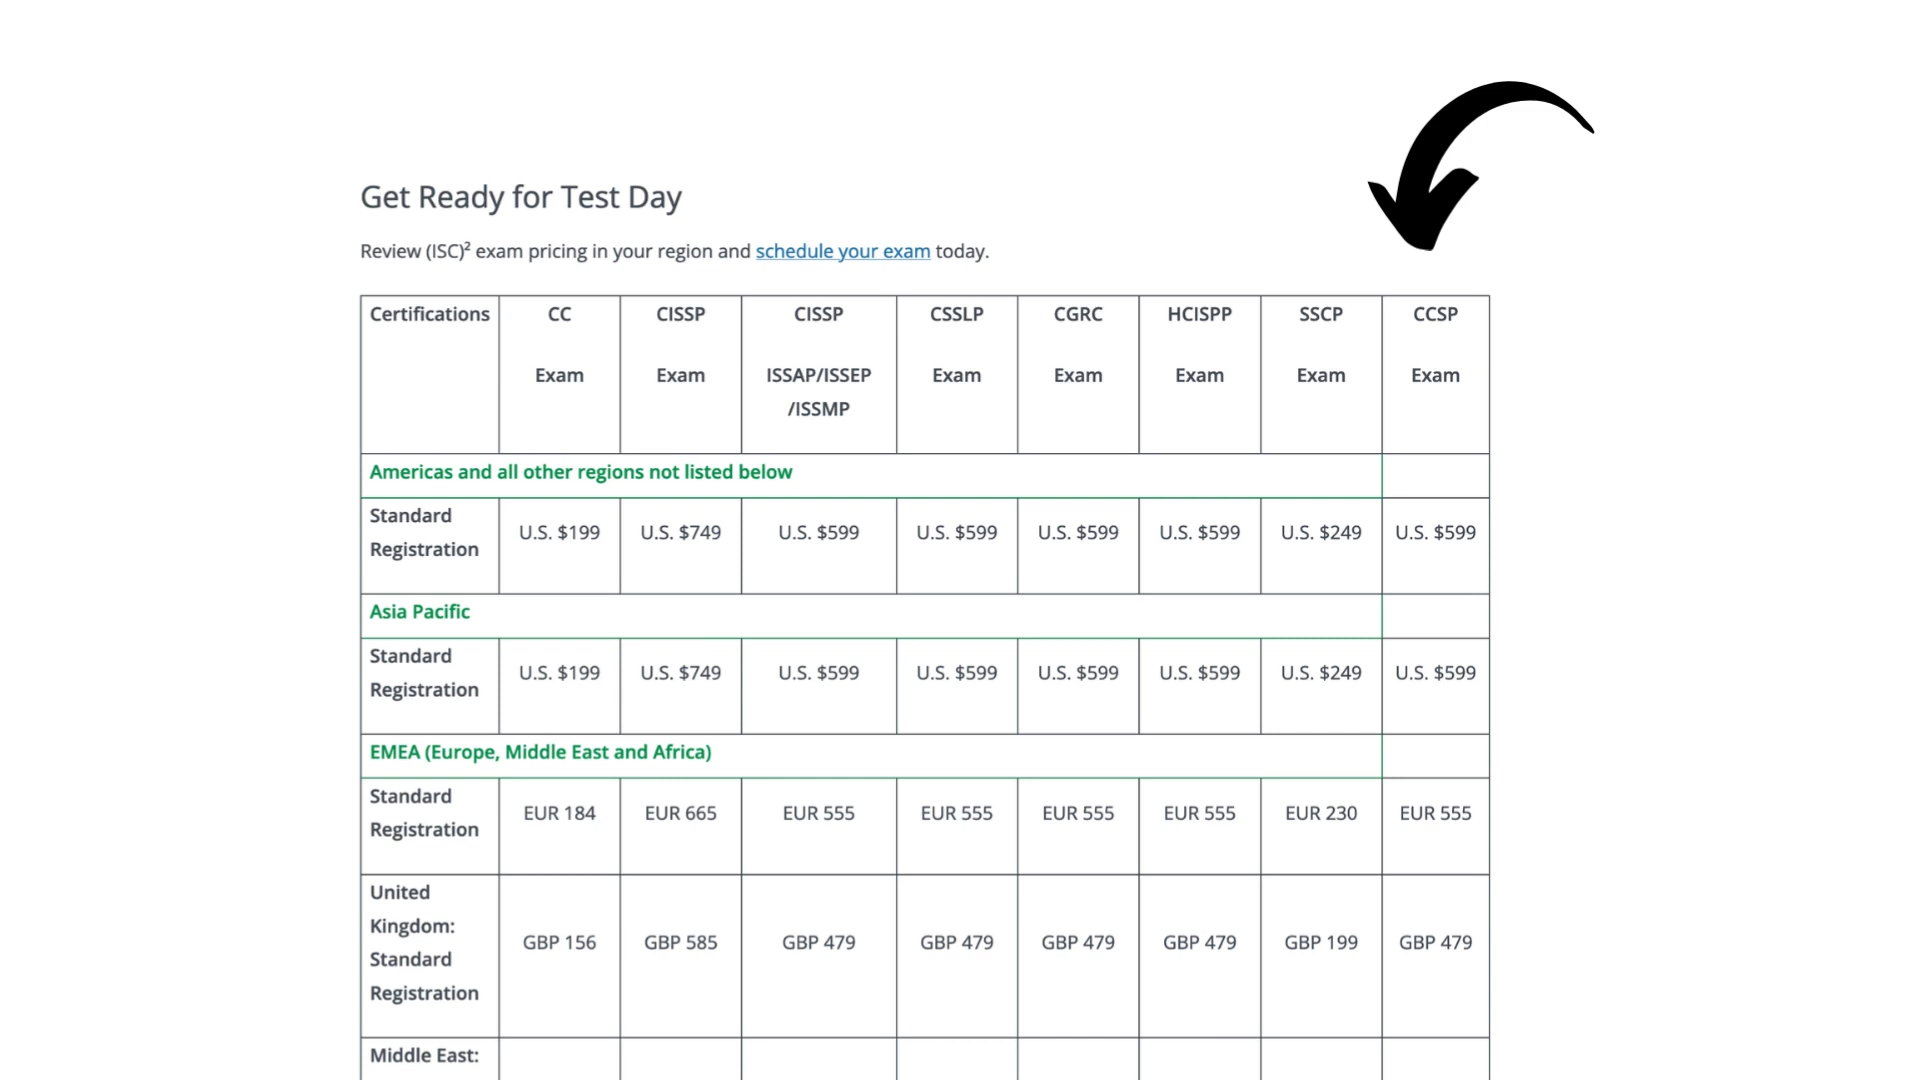 Get Ready for Test Day
Review (ISC)² exam pricing in your region and schedule your exam today.
Certifications CC CISSP CISSP CSSLP CGRC HCISPP SSCP CCSP
Exam Exam ISSAP/ISSEP Exam Exam Exam Exam Exam
/ISSMP
Americas and all other regions not listed below
Standard
Registration U.S. $199 U.S. $749 U.S. $599 U.S. $599 U.S. $599 U.S. $599 U.S. $249 U.S. $599
Asia Pacific
Standard
Registration U.S. $199 U.S. $749 U.S. $599 U.S. $599 U.S. $599 U.S. $599 U.S. $249 U.S. $599
EMEA (Europe, Middle East and Africa)
Standard
Registration EUR 184 EUR 665 EUR 555 EUR 555 EUR 555 EUR 555 EUR 230 EUR 555
United
Kingdom:
Standard GBP 156 GBP 585 GBP 479 GBP 479 GBP 479 GBP 479 GBP 199 GBP 479
Registration
Middle East: